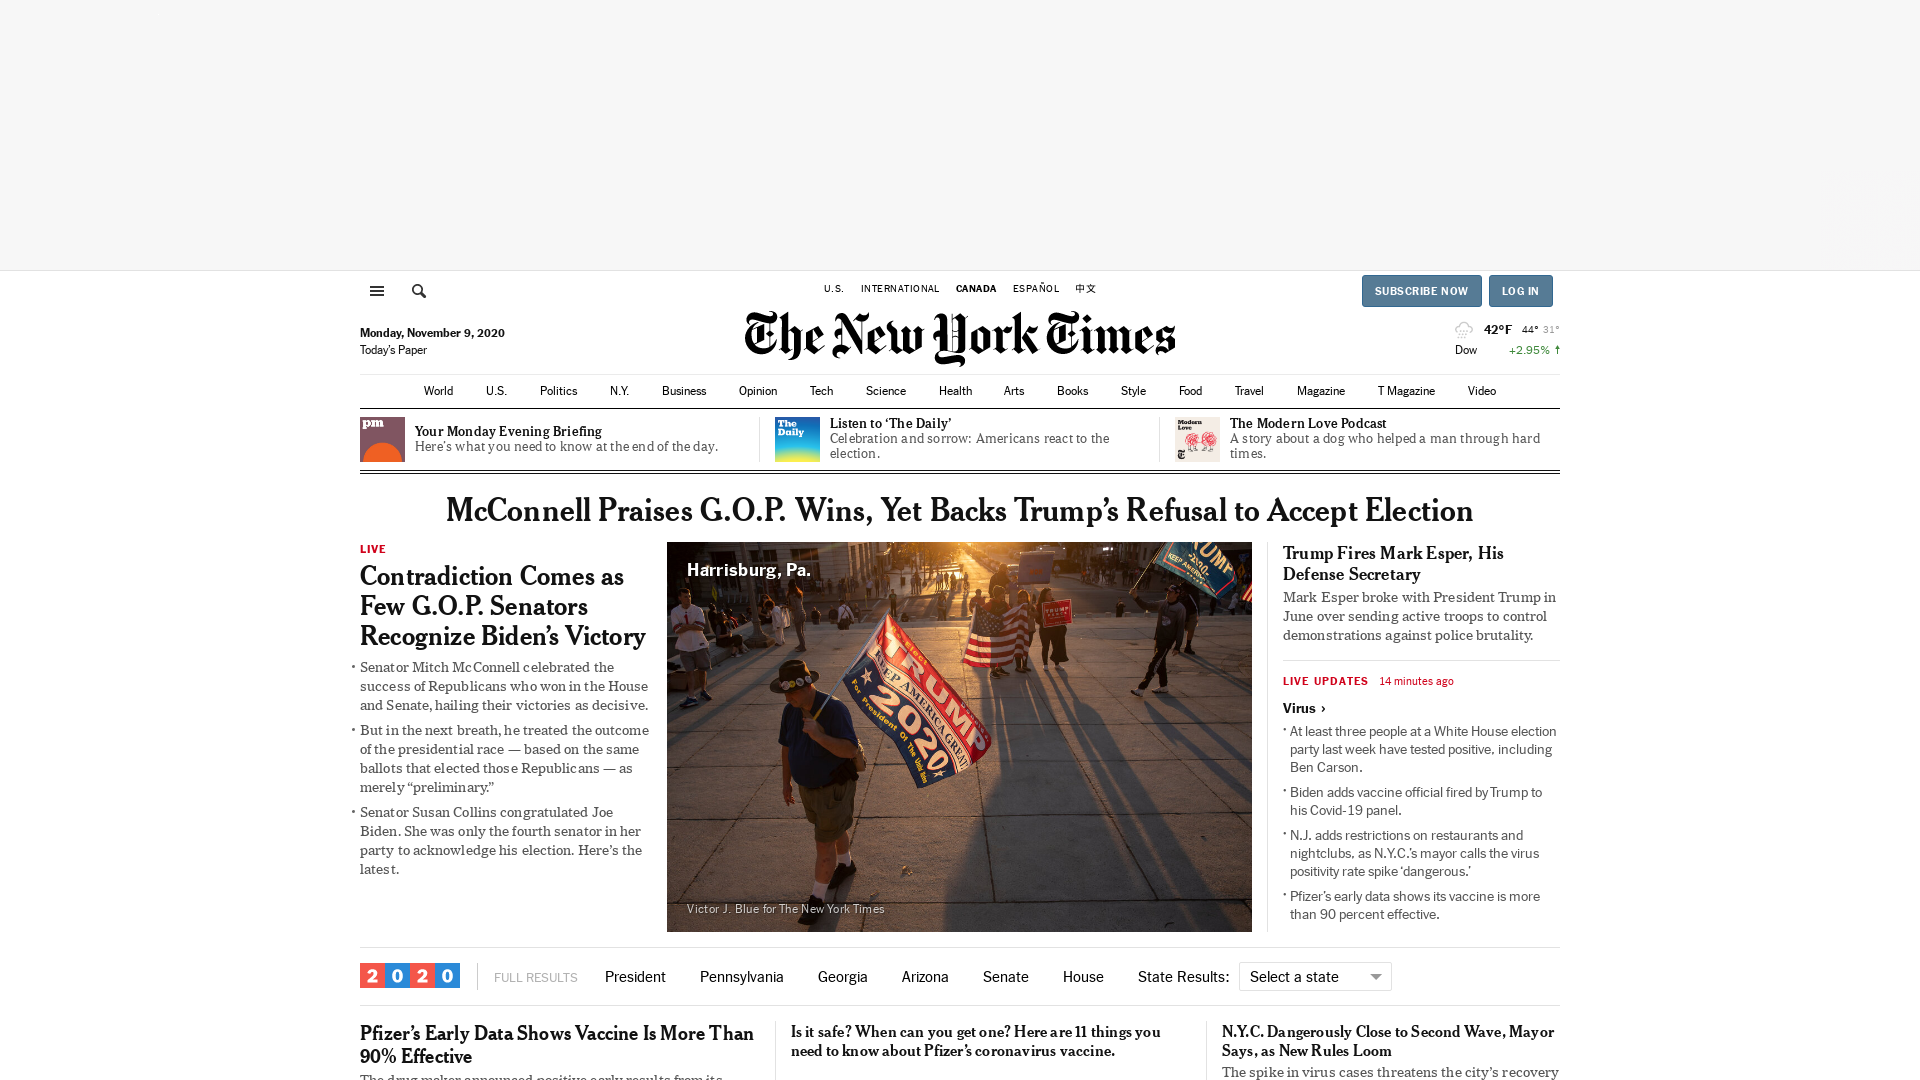 U.S. INTERNATIONAL CANADA ESPAÑOL 中文
SUBSCRIBE NOW LOG IN
Monday, November 9, 2020
Today's Paper
The New York Times
42°F 44° 31°
Dow +2.95% ↑
World U.S. Politics N.Y. Business Opinion Tech Science Health Arts Books Style Food Travel Magazine T Magazine Video
pm
Your Monday Evening Briefing
Here's what you need to know at the end of the day.
The
Daily
Listen to ‘The Daily’
Celebration and sorrow: Americans react to the
election.
Modern
Love
The Modern Love Podcast
A story about a dog who helped a man through hard
times.
McConnell Praises G.O.P. Wins, Yet Backs Trump’s Refusal to Accept Election
LIVE
Contradiction Comes as
Few G.O.P. Senators
Recognize Biden’s Victory
• Senator Mitch McConnell celebrated the
success of Republicans who won in the House
and Senate, hailing their victories as decisive.
• But in the next breath, he treated the outcome
of the presidential race — based on the same
ballots that elected those Republicans — as
merely “preliminary.”
• Senator Susan Collins congratulated Joe
Biden. She was only the fourth senator in her
party to acknowledge his election. Here’s the
latest.
Harrisburg, Pa.
TRUMP
2020
KEEP AMERICA
TRUMP
Elect
TRUMP
KEEP AMERICA GREAT
2020
For President Of The
Victor J. Blue for The New York Times
Trump Fires Mark Esper, His
Defense Secretary
Mark Esper broke with President Trump in
June over sending active troops to control
demonstrations against police brutality.
LIVE UPDATES 14 minutes ago
Virus ›
• At least three people at a White House election
party last week have tested positive, including
Ben Carson.
• Biden adds vaccine official fired by Trump to
his Covid-19 panel.
• N.J. adds restrictions on restaurants and
nightclubs, as N.Y.C.’s mayor calls the virus
positivity rate spike ‘dangerous.’
• Pfizer’s early data shows its vaccine is more
than 90 percent effective.
2020 FULL RESULTS President Pennsylvania Georgia Arizona Senate House State Results: Select a state
Pfizer’s Early Data Shows Vaccine Is More Than
90% Effective
The drug maker announced positive early results from its
Is it safe? When can you get one? Here are 11 things you
need to know about Pfizer’s coronavirus vaccine.
N.Y.C. Dangerously Close to Second Wave, Mayor
Says, as New Rules Loom
The spike in virus cases threatens the city’s recovery